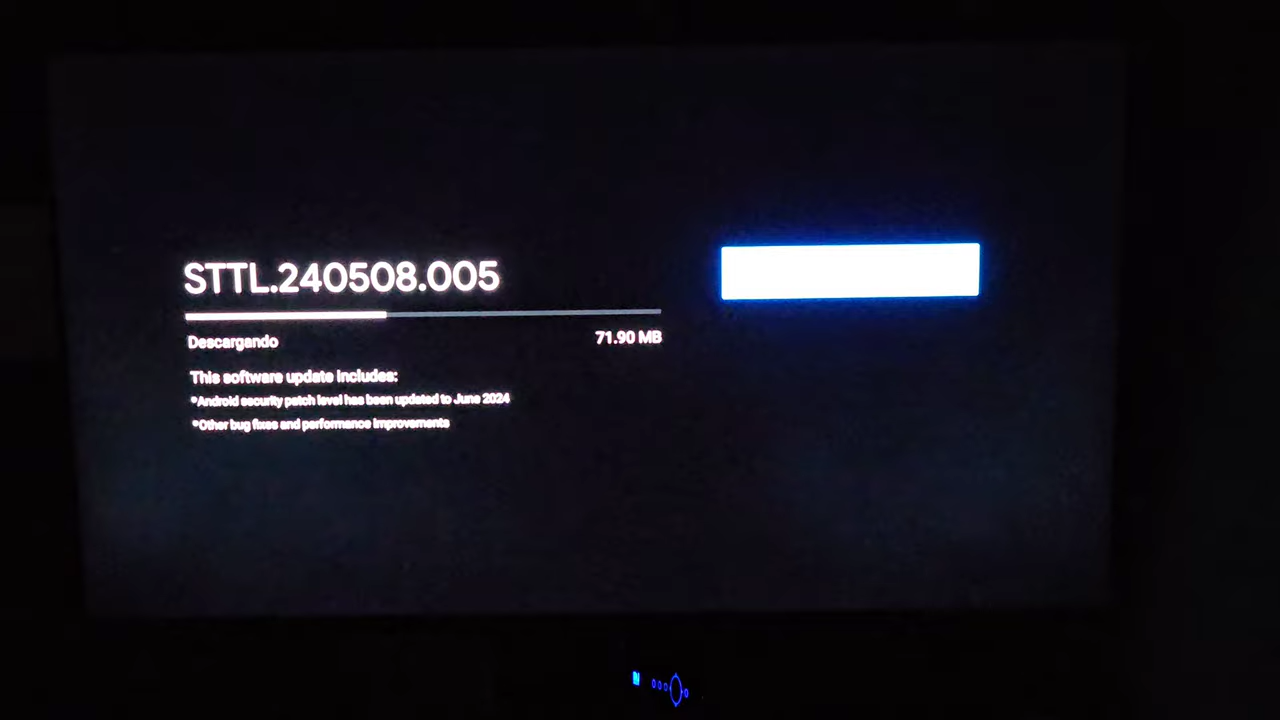 STTL.240508.005
Descargando
71.90 MB
This software update includes:
*Android security patch level has been updated to June 2024
*Other bug fixes and performance improvements